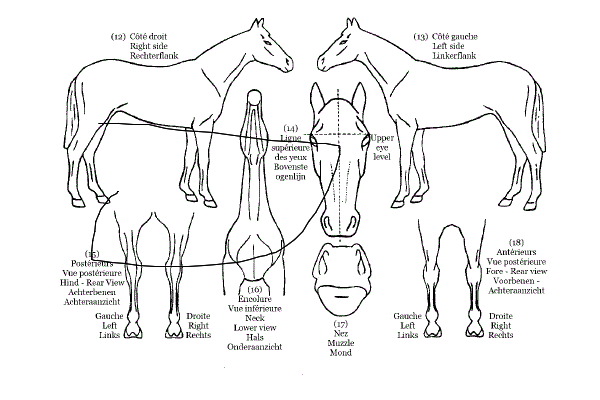 (12) Côté droit
Right side
Rechterflank
(13) Côté gauche
Left side
Linkerflank
(14)
Ligne
supérieure
des yeux
Bovenste
ogenlijn
Upper
eye
level
(15)
Postérieurs
Vue postérieure
Hind - Rear View
Achterbenen
Achteraanzicht
Gauche
Left
Links
Droite
Right
Rechts
(16)
Encolure
Vue inférieure
Neck
Lower view
Hals
Onderaanzicht
(17)
Nez
Muzzle
Mond
(18)
Antérieurs
Vue postérieure
Fore - Rear view
Voorbenen -
Achteraanzicht
Gauche
Left
Links
Droite
Right
Rechts